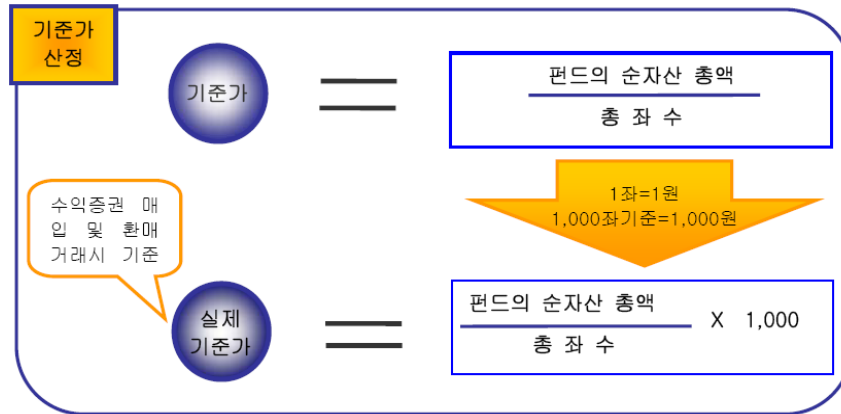 기준가
산정
기준가
펀드의 순자산 총액
총 좌 수
1좌=1원
1,000좌기준=1,000원
수익증권 매
입 및 환매
거래시 기준
실제
기준가
펀드의 순자산 총액
총 좌 수
X 1,000